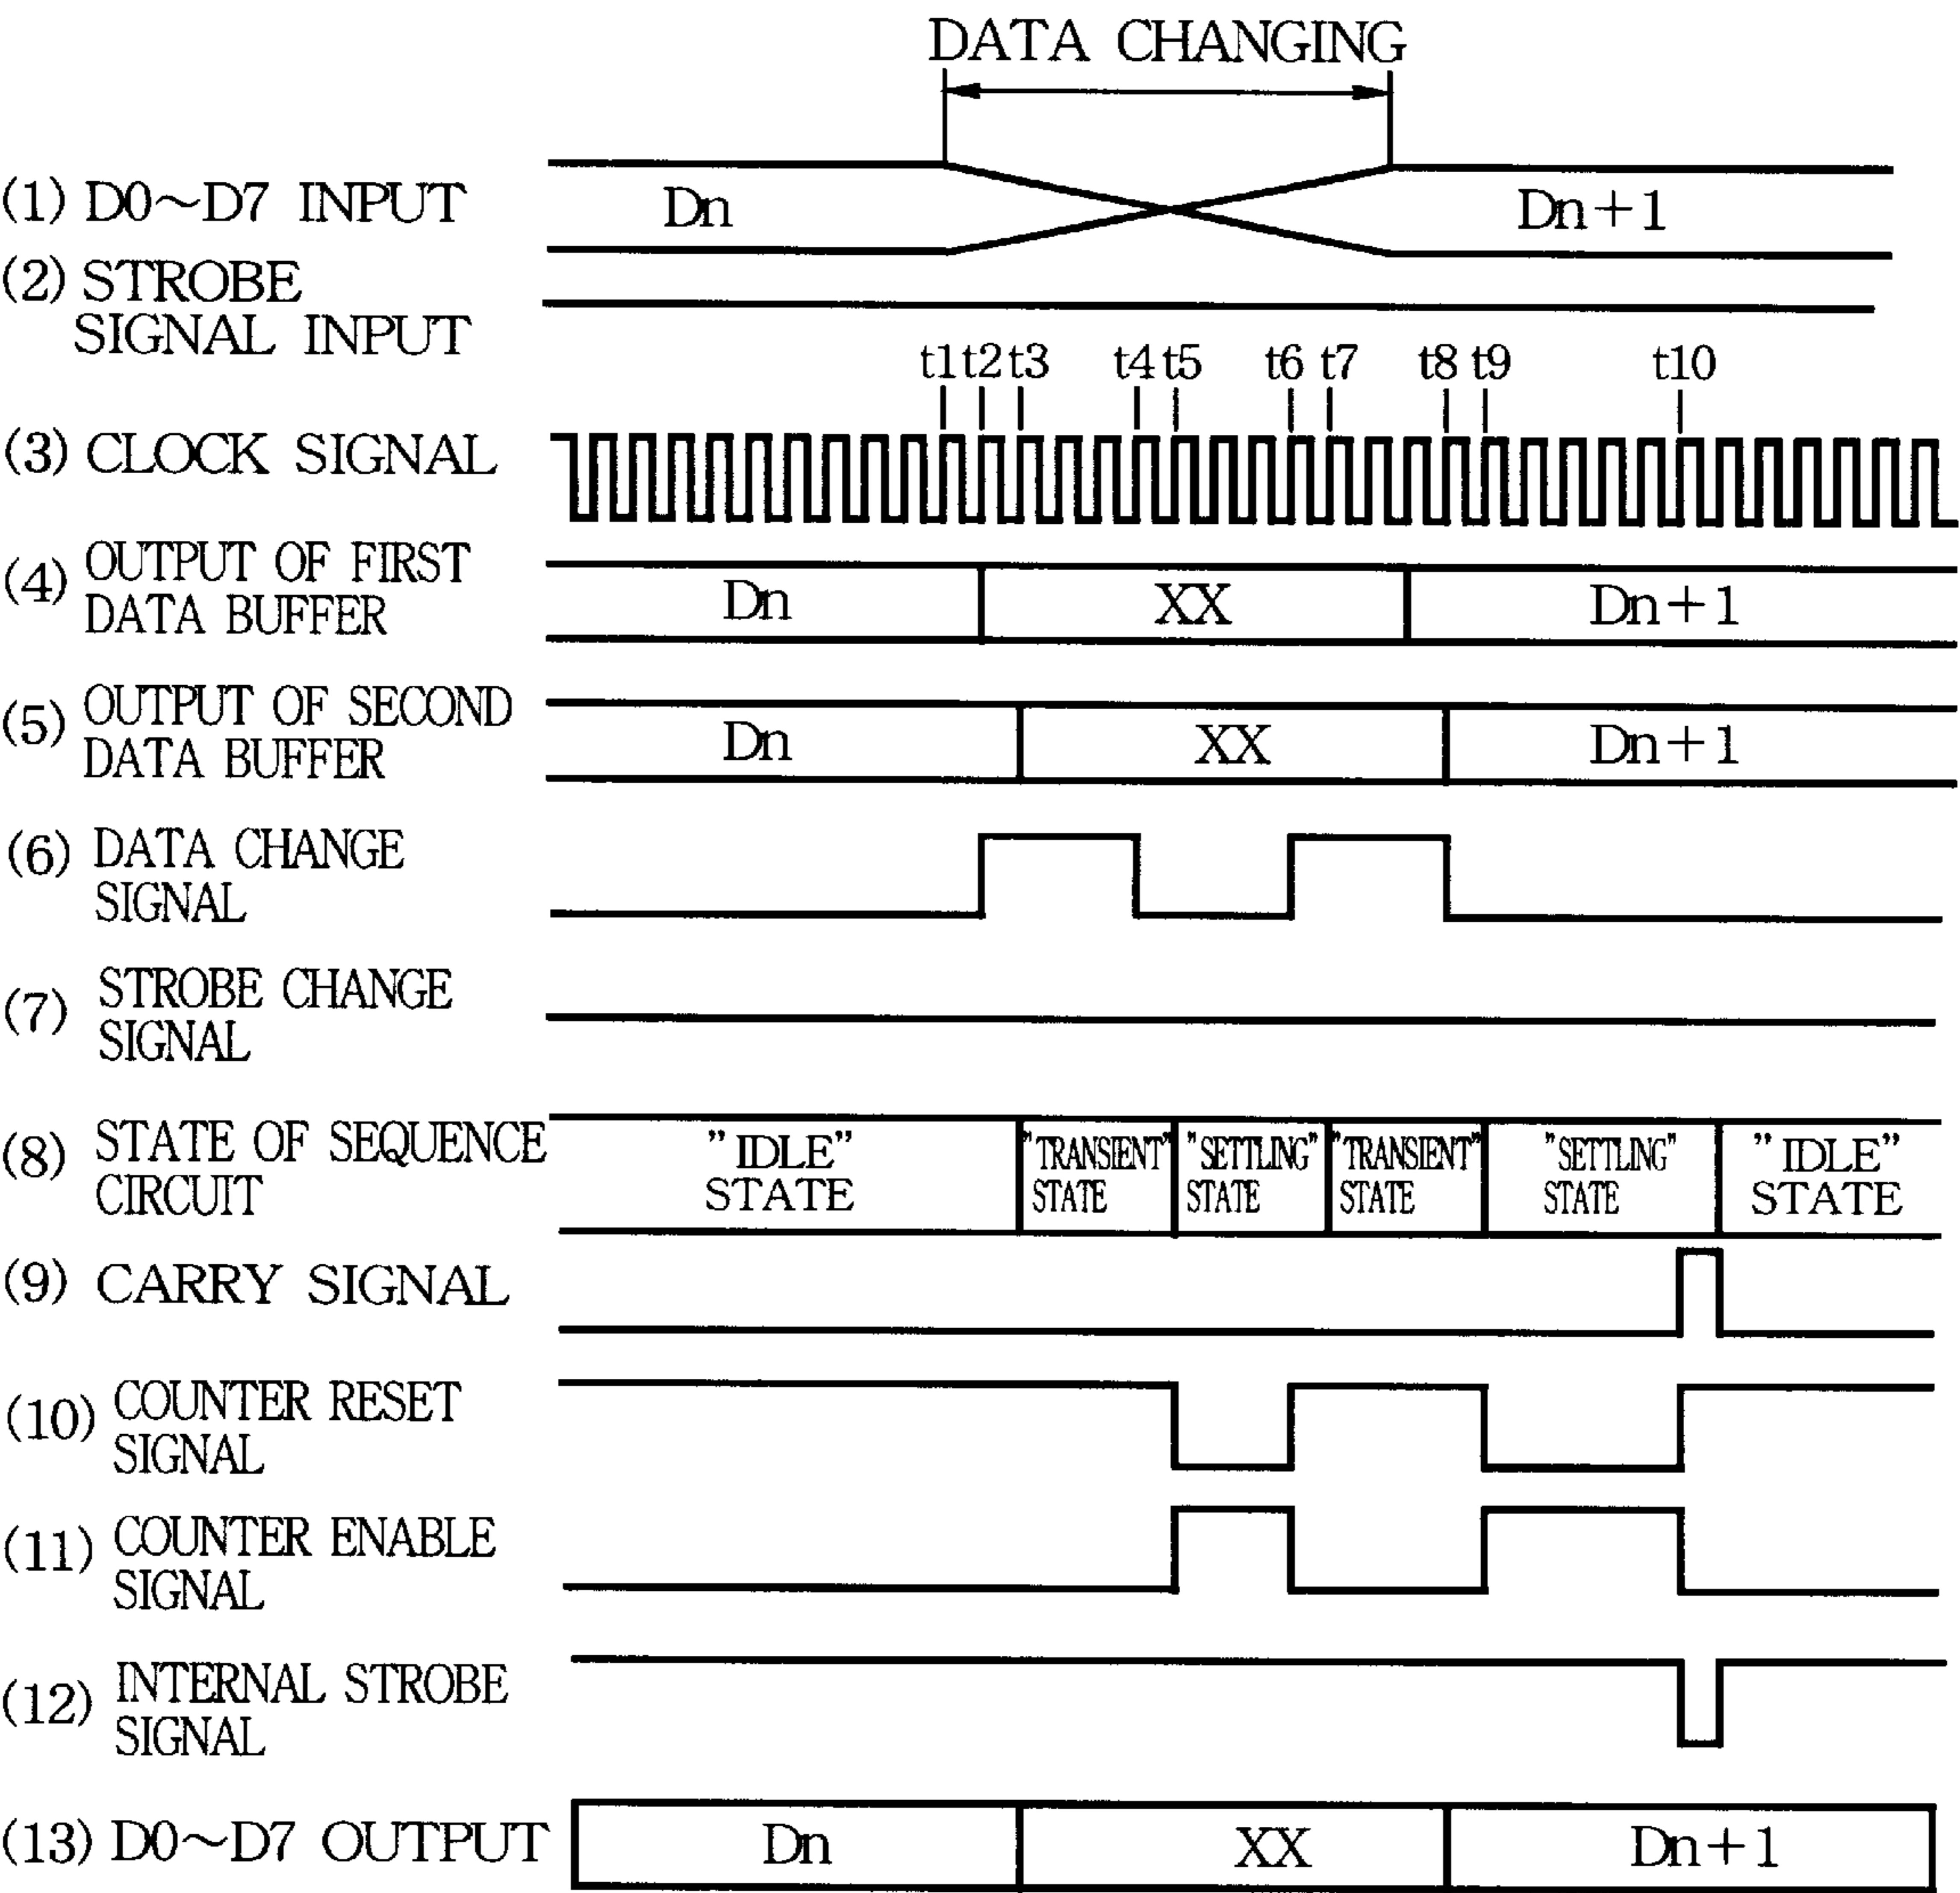 DATA CHANGING
(1) D0~D7 INPUT
Dn
Dn+1
(2) STROBE
SIGNAL INPUT
t1 t2 t3 t4 t5 t6 t7 t8 t9 t10
(3) CLOCK SIGNAL
(4) OUTPUT OF FIRST
DATA BUFFER
Dn XX Dn+1
(5) OUTPUT OF SECOND
DATA BUFFER
Dn XX Dn+1
(6) DATA CHANGE
SIGNAL
(7) STROBE CHANGE
SIGNAL
(8) STATE OF SEQUENCE
CIRCUIT
"IDLE"
STATE
"TRANSIENT"
STATE
"SETTLING"
STATE
"TRANSIENT"
STATE
"SETTLING"
STATE
"IDLE"
STATE
(9) CARRY SIGNAL
(10) COUNTER RESET
SIGNAL
(11) COUNTER ENABLE
SIGNAL
(12) INTERNAL STROBE
SIGNAL
(13) D0~D7 OUTPUT
Dn XX Dn+1